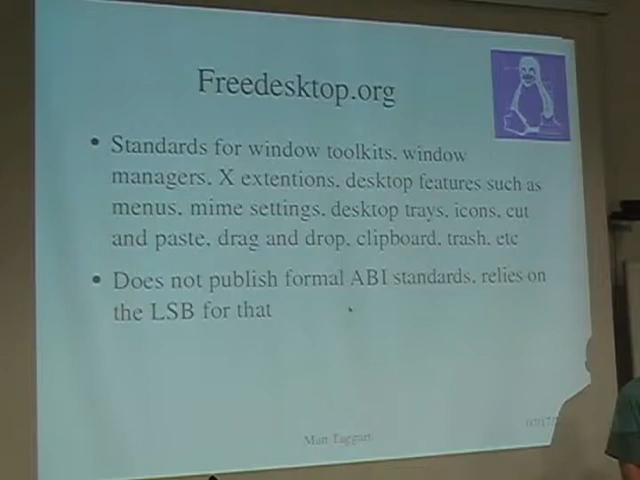 Freedesktop.org
• Standards for window toolkits, window
managers, X extentions, desktop features such as
menus, mime settings, desktop trays, icons, cut
and paste, drag and drop, clipboard, trash, etc
• Does not publish formal ABI standards, relies on
the LSB for that
Matt Taggart